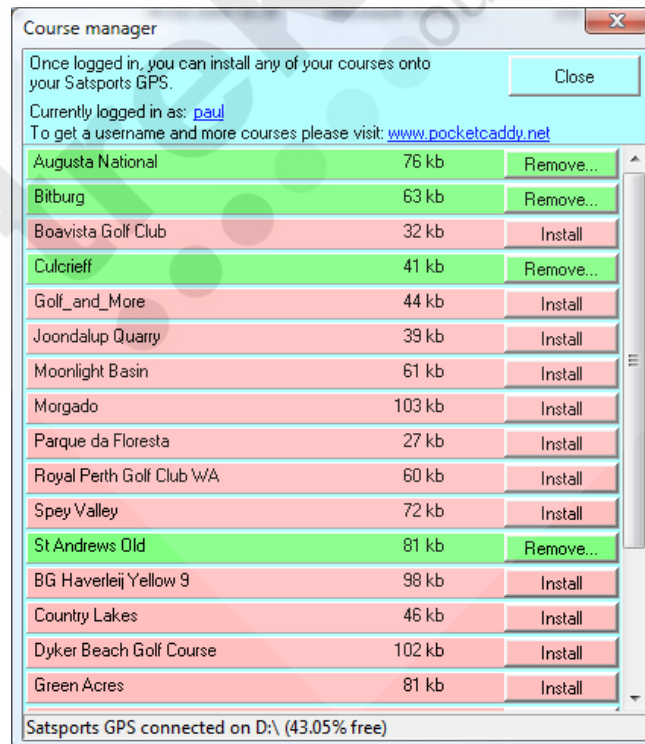 Course manager
Once logged in, you can install any of your courses onto
your Satsports GPS.
Close
Currently logged in as: paul
To get a username and more courses please visit: www.pocketcaddy.net
Augusta National 76 kb Remove...
Bitburg 63 kb Remove...
Boavista Golf Club 32 kb Install
Culcrieff 41 kb Remove...
Golf_and_More 44 kb Install
Joondalup Quarry 39 kb Install
Moonlight Basin 61 kb Install
Morgado 103 kb Install
Parque da Floresta 27 kb Install
Royal Perth Golf Club WA 60 kb Install
Spey Valley 72 kb Install
St Andrews Old 81 kb Remove...
BG Haverleij Yellow 9 98 kb Install
Country Lakes 46 kb Install
Dyker Beach Golf Course 102 kb Install
Green Acres 81 kb Install
Satsports GPS connected on D:\ (43.05% free)